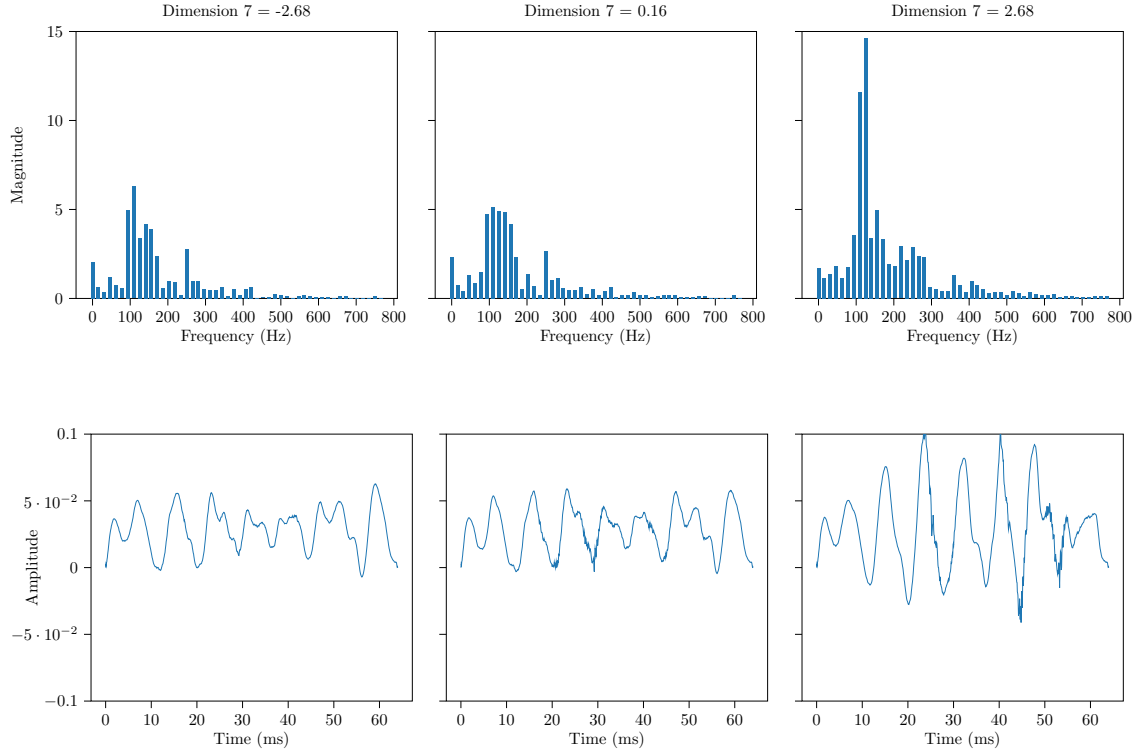 Dimension 7 = -2.68
Dimension 7 = 0.16
Dimension 7 = 2.68
15
10
5
0
Magnitude
0 100 200 300 400 500 600 700 800
0 100 200 300 400 500 600 700 800
0 100 200 300 400 500 600 700 800
Frequency (Hz)
Frequency (Hz)
Frequency (Hz)
0.1
5 · 10⁻²
0
−5 · 10⁻²
−0.1
Amplitude
0 10 20 30 40 50 60
0 10 20 30 40 50 60
0 10 20 30 40 50 60
Time (ms)
Time (ms)
Time (ms)